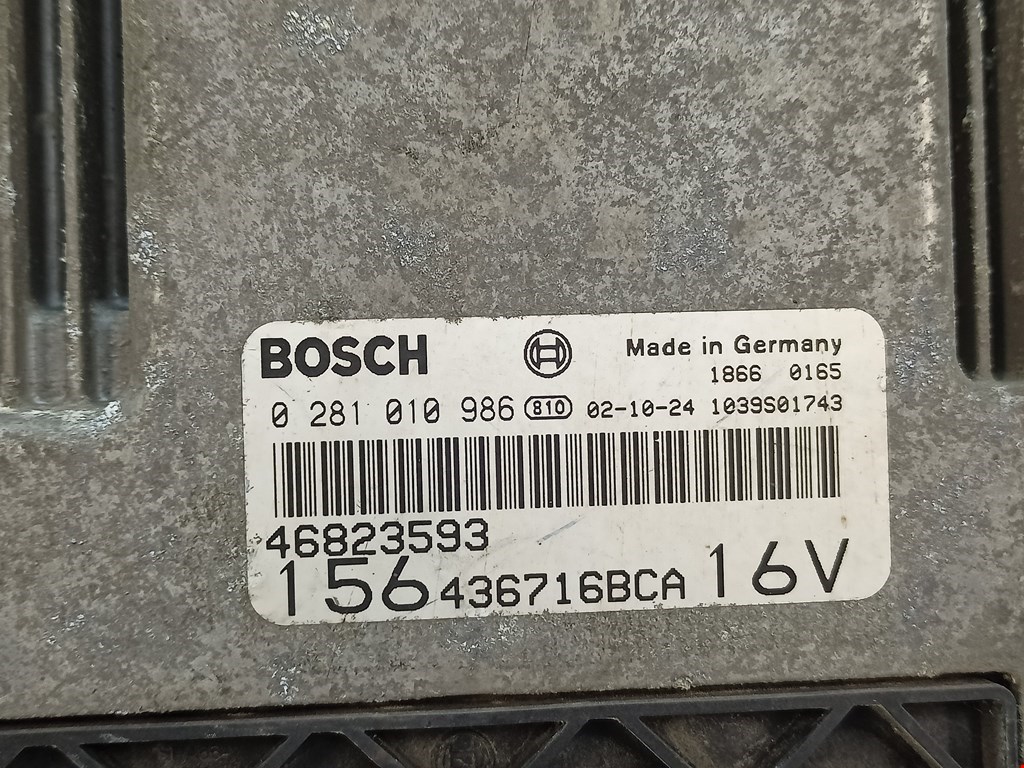 BOSCH Made in Germany
1866 0165
0 281 010 986 810 02-10-24 1039S01743
46823593
156 436716BCA 16V